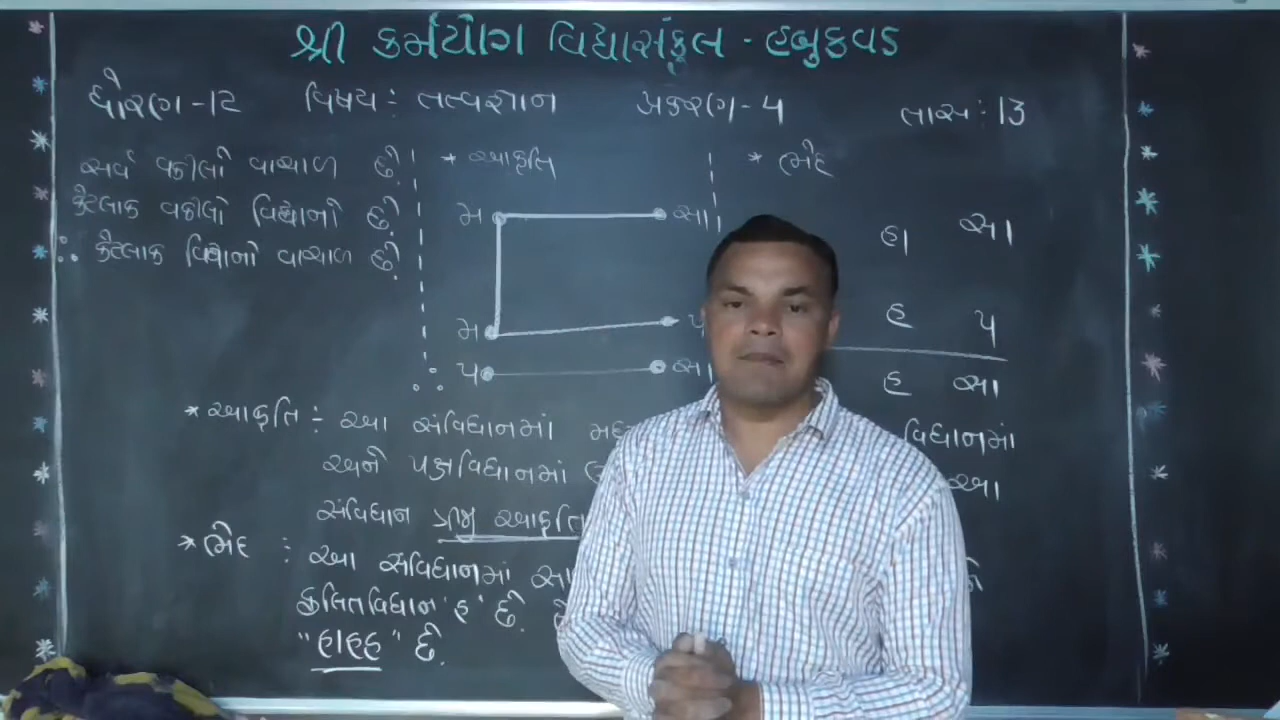 શ્રી કર્મયોગ વિદ્યાસંકૂલ - હબુકવડ
ધોરણ - 12 વિષય : તત્વજ્ઞાન પ્રકરણ - 4 તાસ : 13
સર્વ વકીલો વાચાળ છે.
કેટલાક વકીલો વિદ્વાનો છે.
∴ કેટલાક વિદ્વાનો વાચાળ છે.
* આકૃતિ
મ સા
મ
∴ પ સા
* ભેદ
હા સા
હ પ
હ સા
* આકૃતિ : આ સંવિધાનમાં વિધાનમાં
અને પક્ષવિધાનમાં આ
સંવિધાન ત્રીજી આકૃતિ
* ભેદ : આ સંવિધાનમાં સા
ફલિતવિધાન 'હ' છે.
"હાહહ" છે.